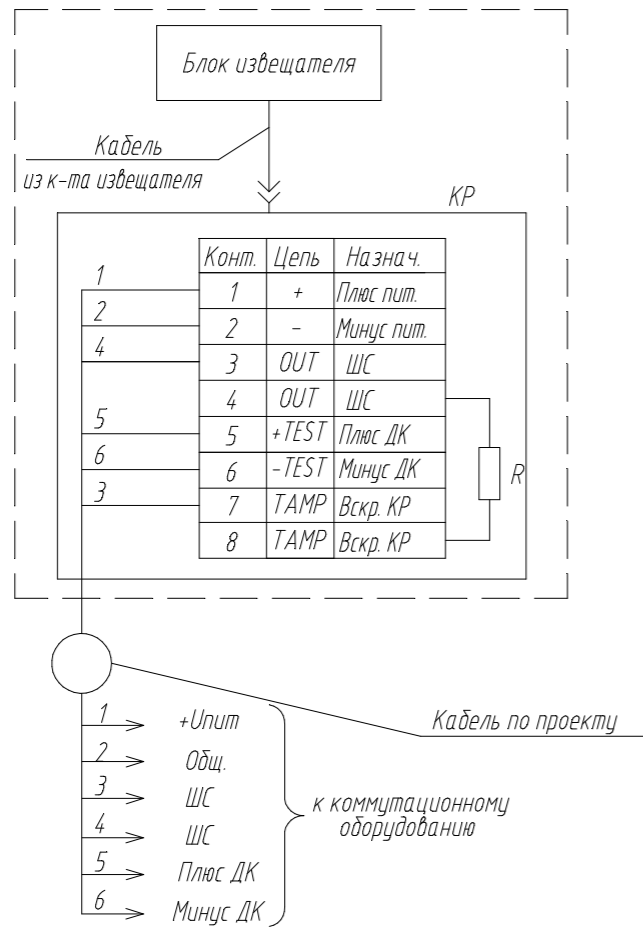 Блок извещателя
Кабель
из к-та извещателя
КР
Конт. Цепь Назнач.
1 1 + Плюс пит.
2 2 - Минус пит.
4 3 OUT ШС
4 OUT ШС
5 5 +TEST Плюс ДК
6 6 -TEST Минус ДК
R
3 7 TAMP Вскр. КР
8 TAMP Вскр. КР
1 +Uпит
Кабель по проекту
2 Общ.
3 ШС
к коммутационному
оборудованию
4 ШС
5 Плюс ДК
6 Минус ДК